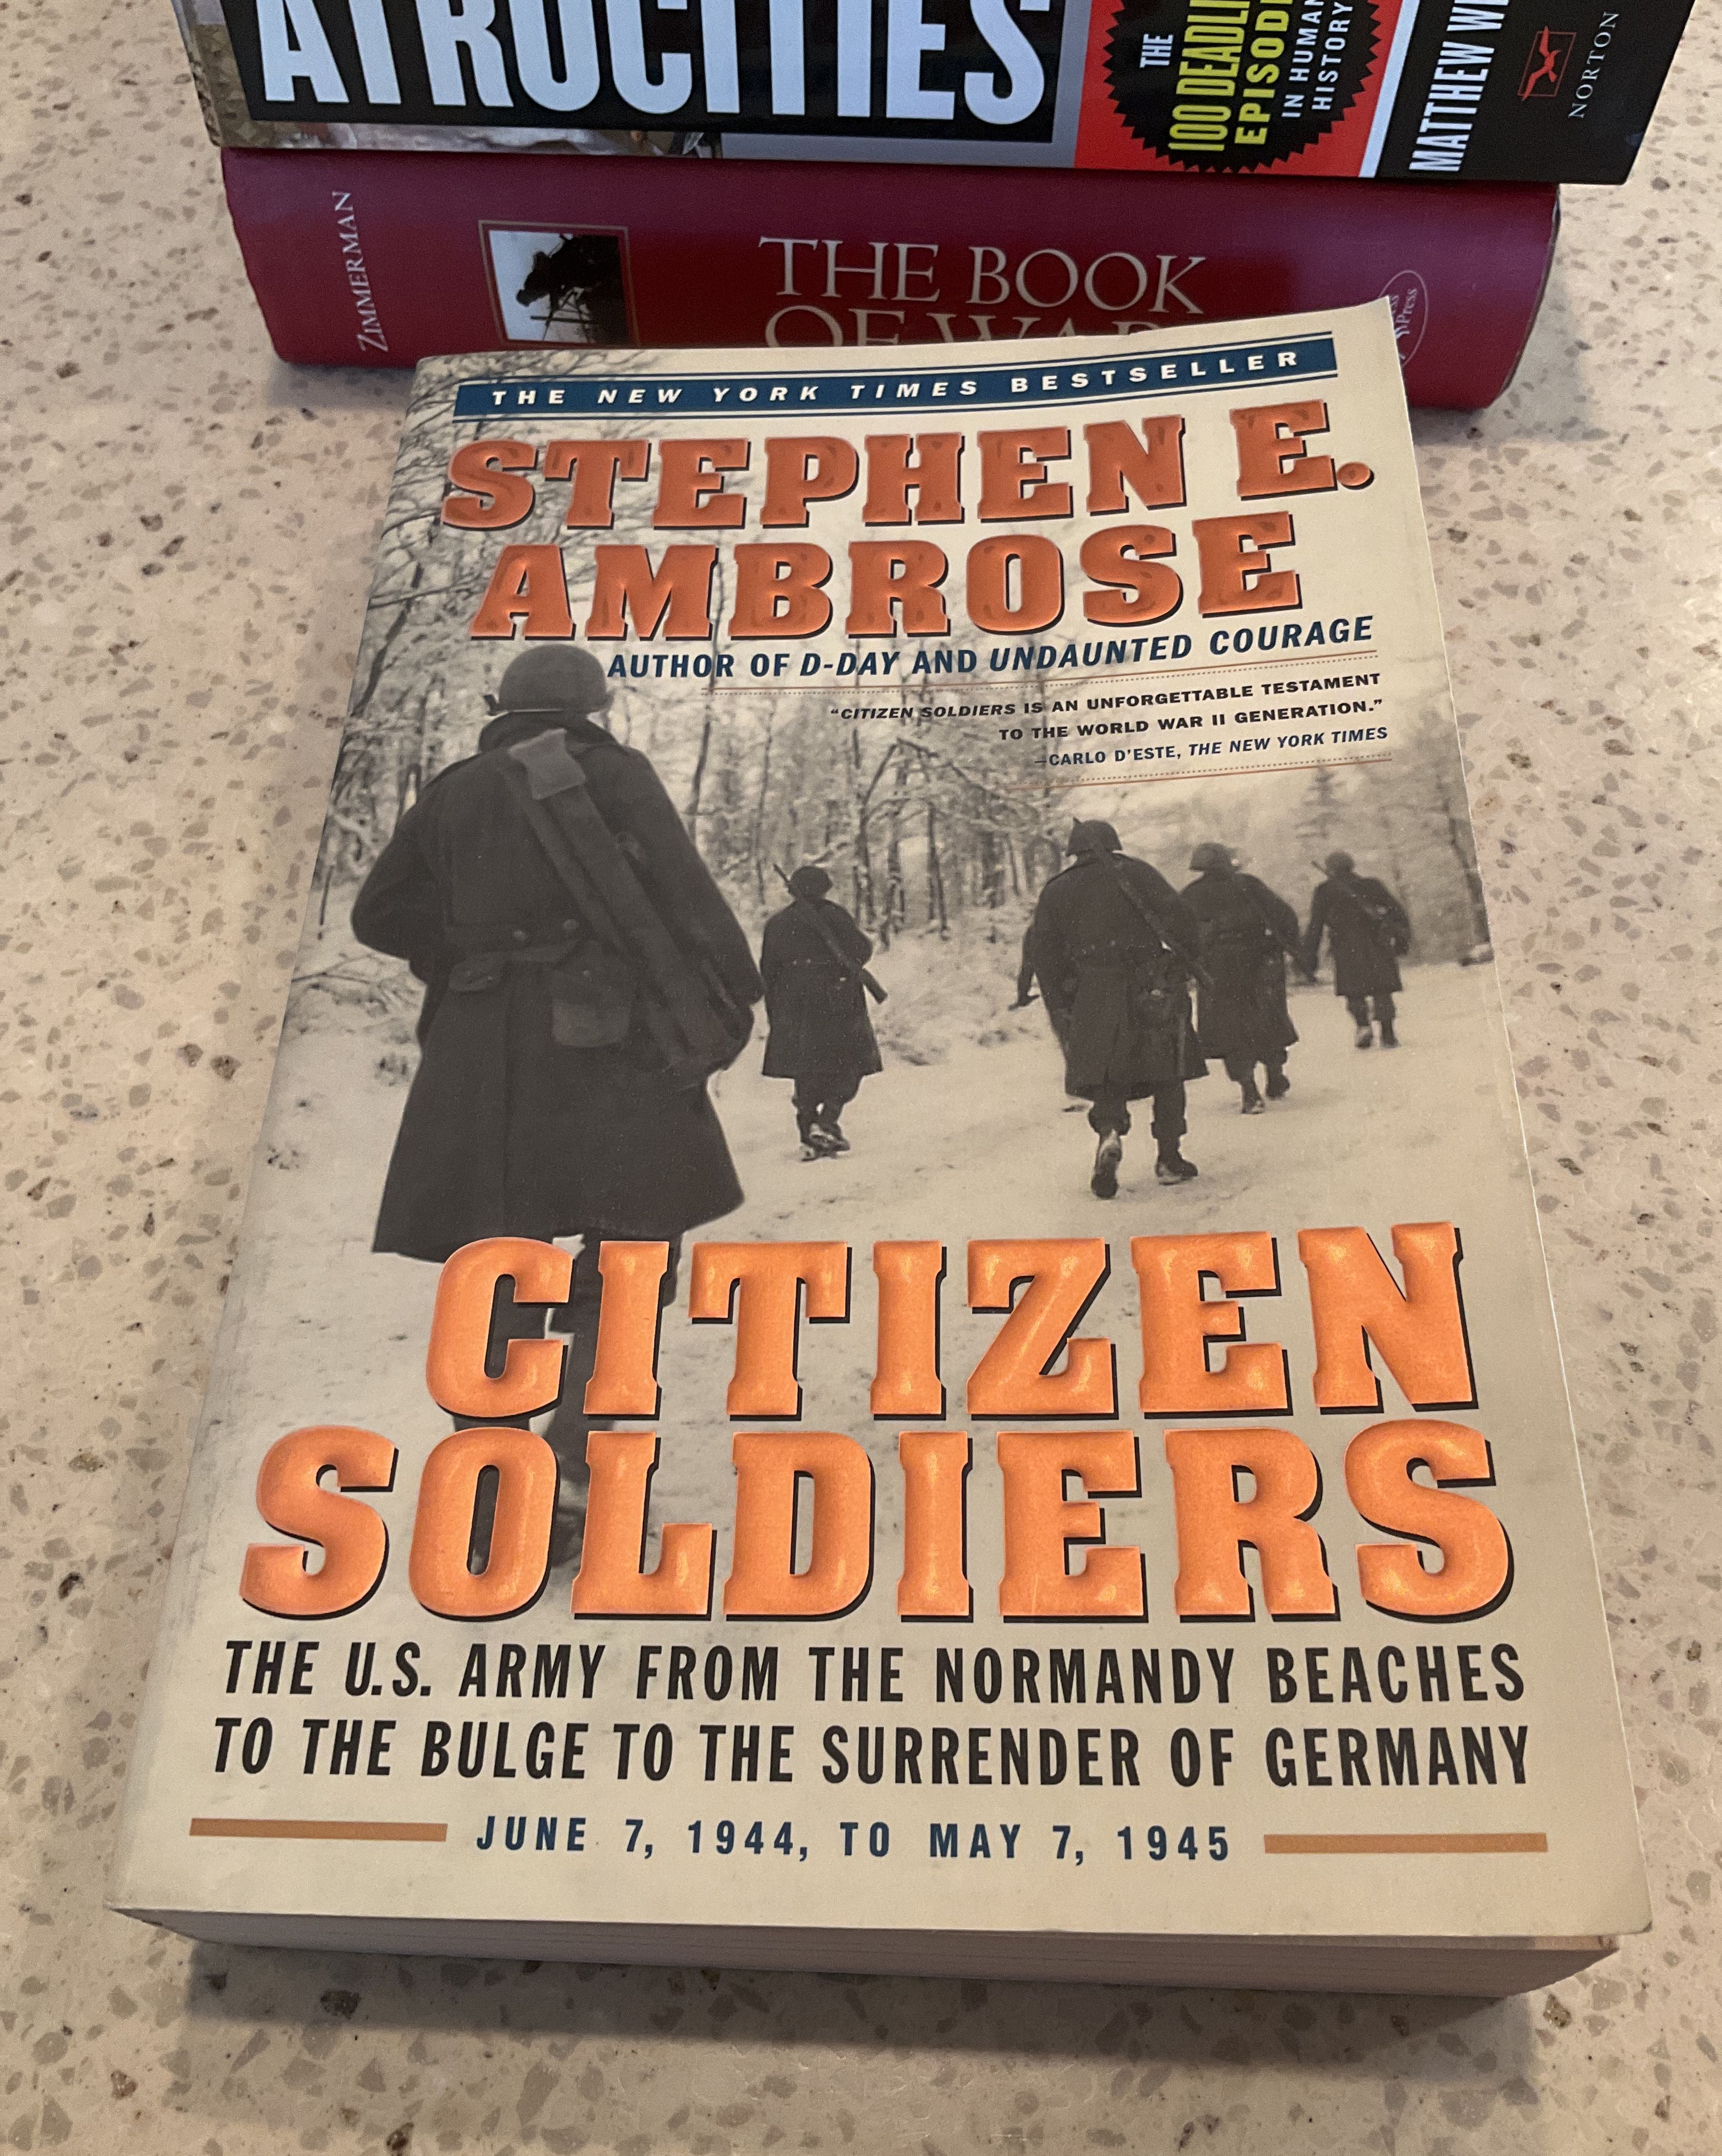 ATROCITIES
THE
100 DEADLI
EPISOD
IN HUMAN
HISTORY
MATTHEW
NORTON
ZIMMERMAN
THE BOOK
OF WAR
Press
THE NEW YORK TIMES BESTSELLER
STEPHEN E.
AMBROSE
AUTHOR OF D-DAY AND UNDAUNTED COURAGE
"CITIZEN SOLDIERS IS AN UNFORGETTABLE TESTAMENT
TO THE WORLD WAR II GENERATION."
—CARLO D'ESTE, THE NEW YORK TIMES
CITIZEN
SOLDIERS
THE U.S. ARMY FROM THE NORMANDY BEACHES
TO THE BULGE TO THE SURRENDER OF GERMANY
JUNE 7, 1944, TO MAY 7, 1945